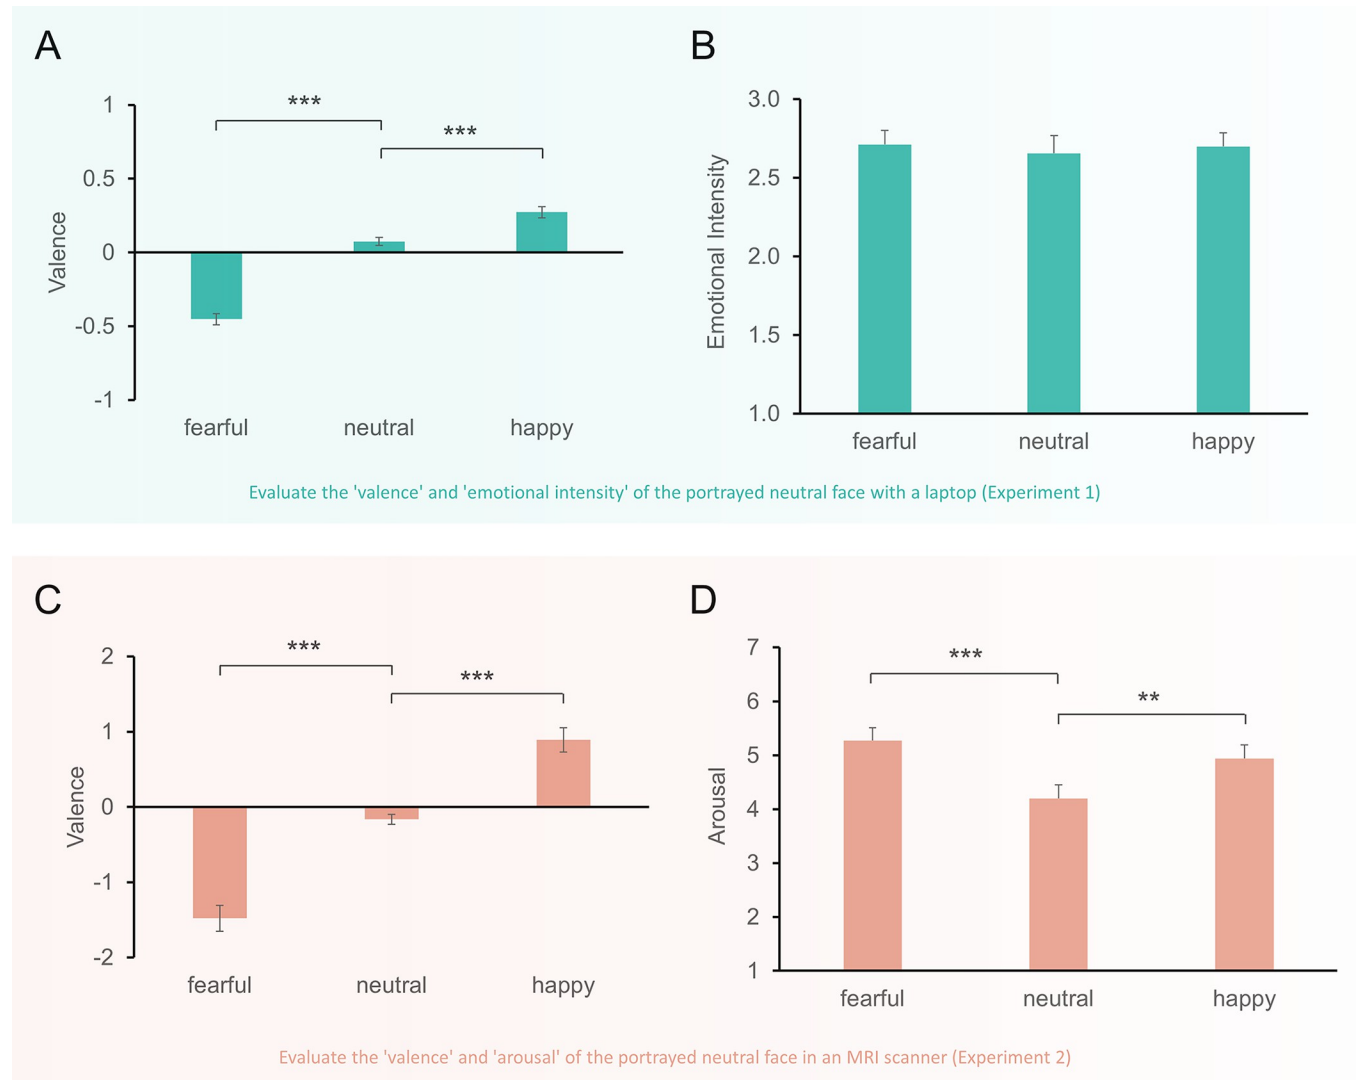 A
B
***
***
1
0.5
0
-0.5
-1
Valence
fearful neutral happy
3.0
2.5
2.0
1.5
1.0
Emotional Intensity
fearful neutral happy
Evaluate the 'valence' and 'emotional intensity' of the portrayed neutral face with a laptop (Experiment 1)
C
D
***
***
2
1
0
-1
-2
Valence
fearful neutral happy
***
**
7
6
5
4
3
2
1
Arousal
fearful neutral happy
Evaluate the 'valence' and 'arousal' of the portrayed neutral face in an MRI scanner (Experiment 2)